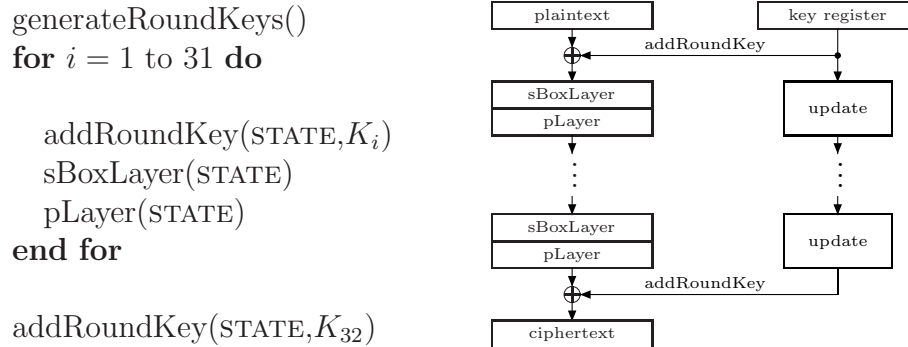 generateRoundKeys()
for i = 1 to 31 do
addRoundKey(STATE,K_i)
sBoxLayer(STATE)
pLayer(STATE)
end for
addRoundKey(STATE,K_32)
plaintext
key register
addRoundKey
sBoxLayer
pLayer
update
sBoxLayer
pLayer
update
addRoundKey
ciphertext